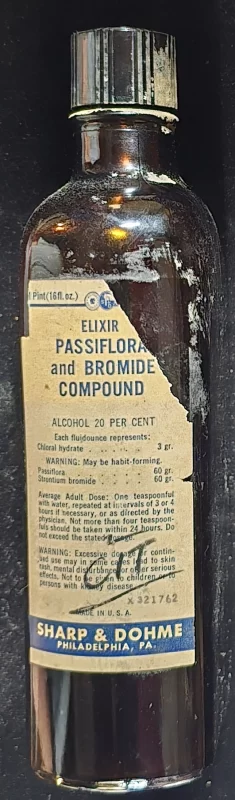 1 Pint(16fl.oz.)
ELIXIR
PASSIFLORA
and BROMIDE
COMPOUND
ALCOHOL 20 PER CENT
Each fluidounce represents:
Chloral hydrate . . . . . . 3 gr.
WARNING: May be habit-forming.
Passiflora . . . . . . 60 gr.
Strontium bromide . . . . . . 60 gr.
Average Adult Dose: One teaspoonful
with water, repeated at intervals of 3 or 4
hours if necessary, or as directed by the
physician. Not more than four teaspoon-
fuls should be taken within 24 hours. Do
not exceed the stated dosage.
WARNING: Excessive or contin-
ued use may in some cases lead to skin
rash, mental disturbance or other serious
effects. Not to be given to children or to
persons with kidney disease.
X321762
MADE IN U.S.A.
SHARP & DOHME
PHILADELPHIA, PA.